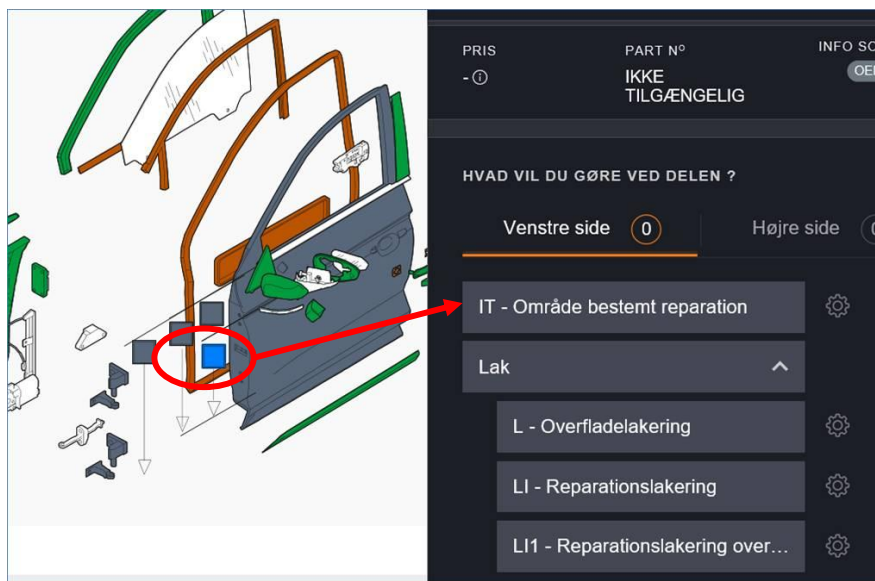 PRIS PART Nº INFO SO
- IKKE
TILGÆNGELIG
HVAD VIL DU GØRE VED DELEN ?
Venstre side 0 Højre side
IT - Område bestemt reparation
Lak
L - Overfladelakering
LI - Reparationslakering
LI1 - Reparationslakering over...